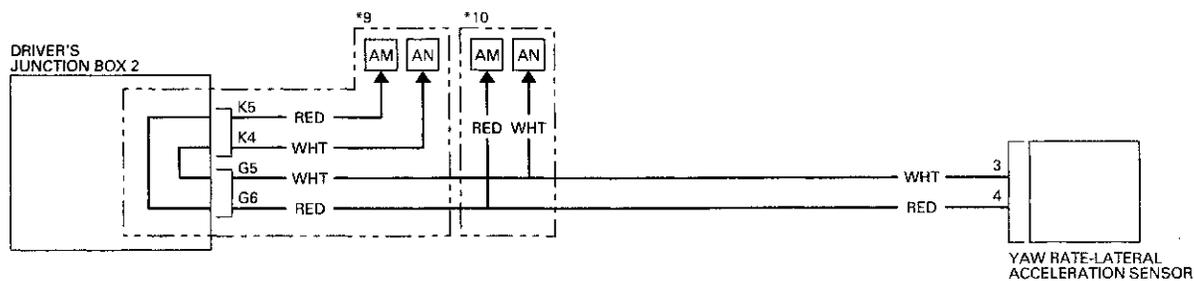 *9
*10
DRIVER'S
JUNCTION BOX 2
AM
AN
AM
AN
K5
RED
RED
WHT
K4
WHT
G5
WHT
3
WHT
G6
RED
4
RED
YAW RATE-LATERAL
ACCELERATION SENSOR